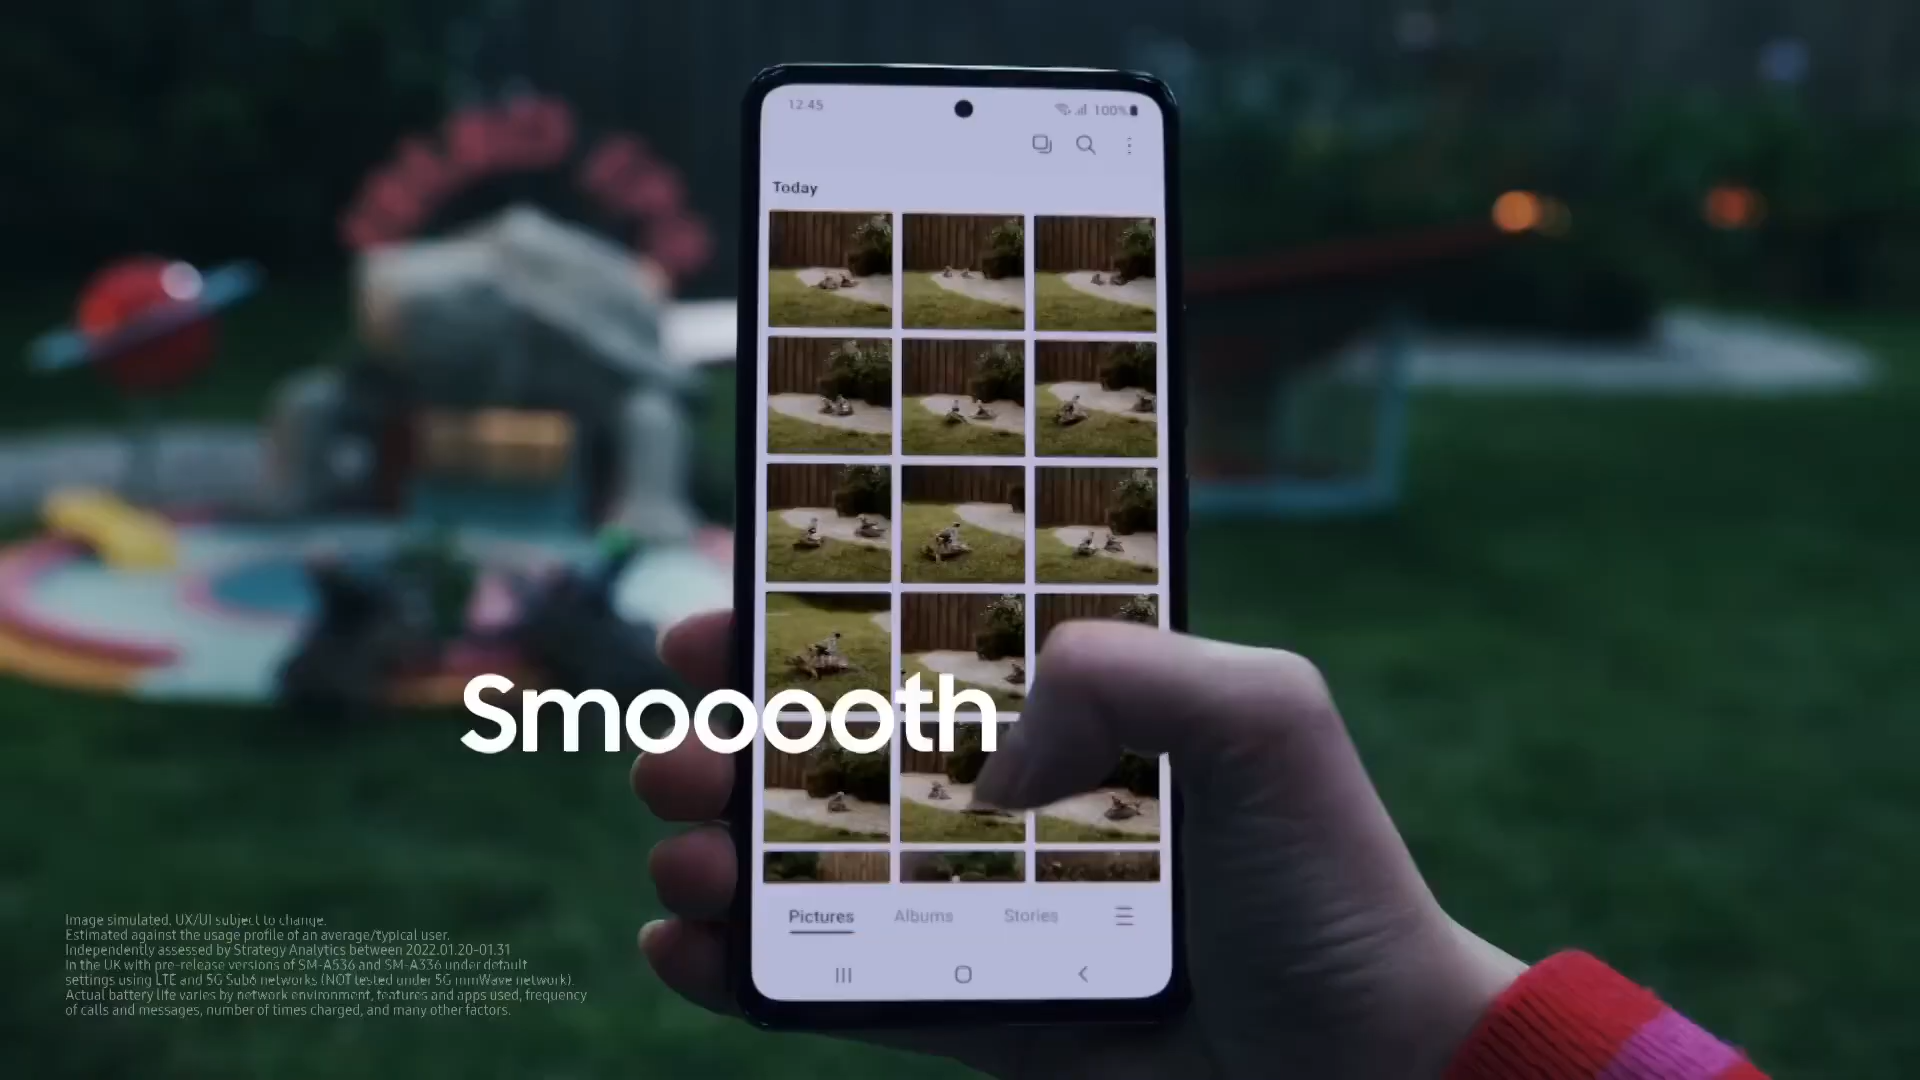 12:45
100%
Today
Smooooth
Pictures
Albums
Stories
Image simulated. UX/UI subject to change.
Estimated against the usage profile of an average/typical user.
Independently assessed by Strategy Analytics between 2022.01.20-01.31
In the UK with pre-release versions of SM-A536 and SM-A336 under default
settings using LTE and 5G Sub6 networks (NOT tested under 5G mmWave network).
Actual battery life varies by network environment, features and apps used, frequency
of calls and messages, number of times charged, and many other factors.